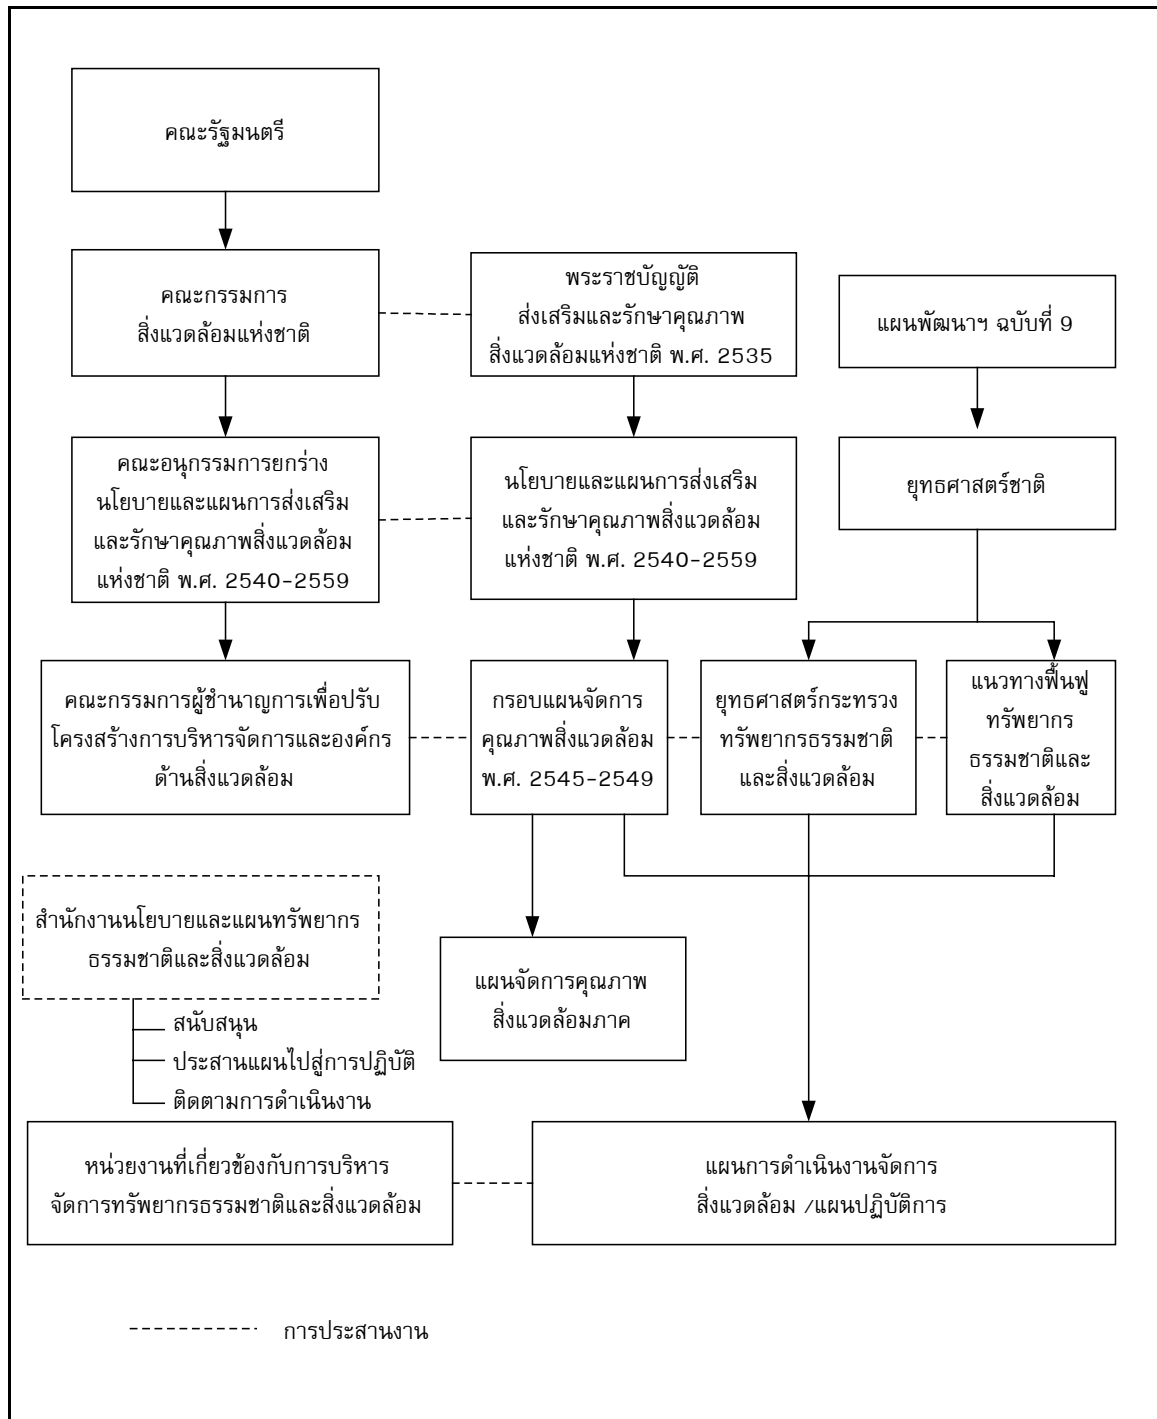 คณะรัฐมนตรี
คณะกรรมการ
สิ่งแวดล้อมแห่งชาติ
พระราชบัญญัติ
ส่งเสริมและรักษาคุณภาพ
สิ่งแวดล้อมแห่งชาติ พ.ศ. 2535
แผนพัฒนาฯ ฉบับที่ 9
คณะอนุกรรมการยกร่าง
นโยบายและแผนการส่งเสริม
และรักษาคุณภาพสิ่งแวดล้อม
แห่งชาติ พ.ศ. 2540-2559
นโยบายและแผนการส่งเสริม
และรักษาคุณภาพสิ่งแวดล้อม
แห่งชาติ พ.ศ. 2540-2559
ยุทธศาสตร์ชาติ
คณะกรรมการผู้ชำนาญการเพื่อปรับ
โครงสร้างการบริหารจัดการและองค์กร
ด้านสิ่งแวดล้อม
กรอบแผนจัดการ
คุณภาพสิ่งแวดล้อม
พ.ศ. 2545-2549
ยุทธศาสตร์กระทรวง
ทรัพยากรธรรมชาติ
และสิ่งแวดล้อม
แนวทางฟื้นฟู
ทรัพยากร
ธรรมชาติและ
สิ่งแวดล้อม
สำนักงานนโยบายและแผนทรัพยากร
ธรรมชาติและสิ่งแวดล้อม
สนับสนุน
ประสานแผนไปสู่การปฏิบัติ
ติดตามการดำเนินงาน
แผนจัดการคุณภาพ
สิ่งแวดล้อมภาค
หน่วยงานที่เกี่ยวข้องกับการบริหาร
จัดการทรัพยากรธรรมชาติและสิ่งแวดล้อม
แผนการดำเนินงานจัดการ
สิ่งแวดล้อม /แผนปฏิบัติการ
การประสานงาน